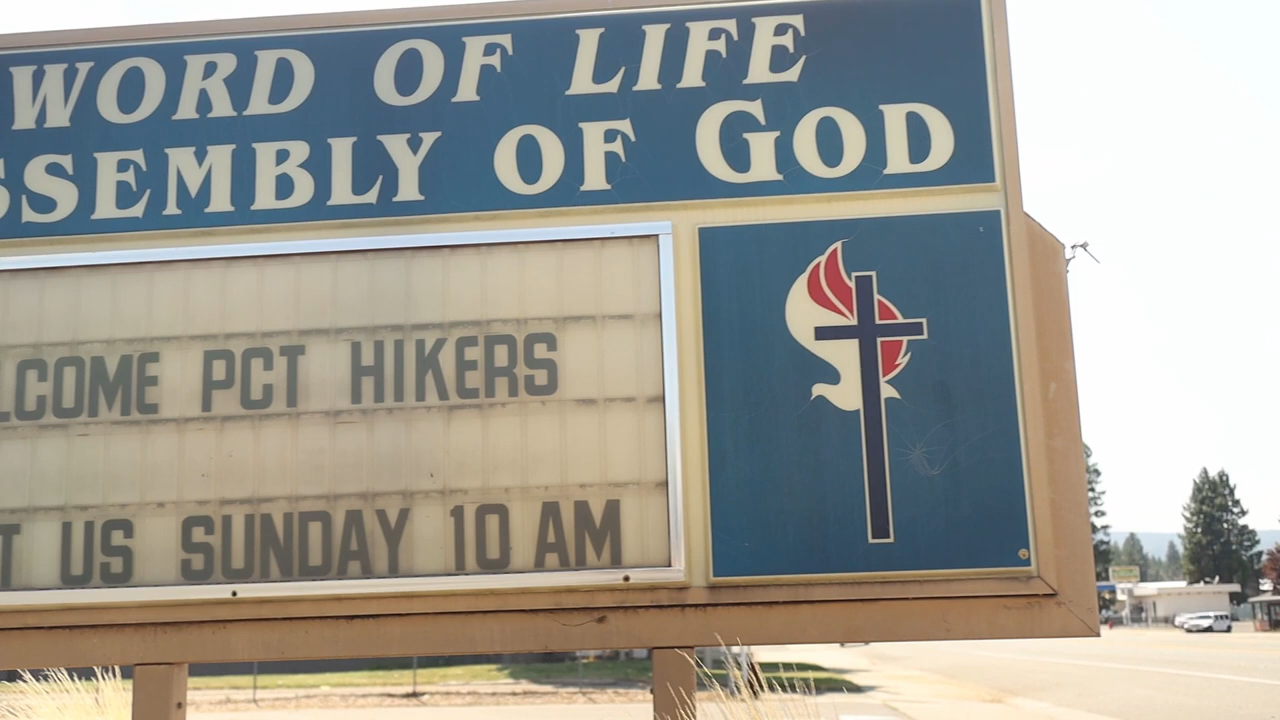 WORD OF LIFE
SSEMBLY OF GOD
LCOME PCT HIKERS
T US SUNDAY 10 AM